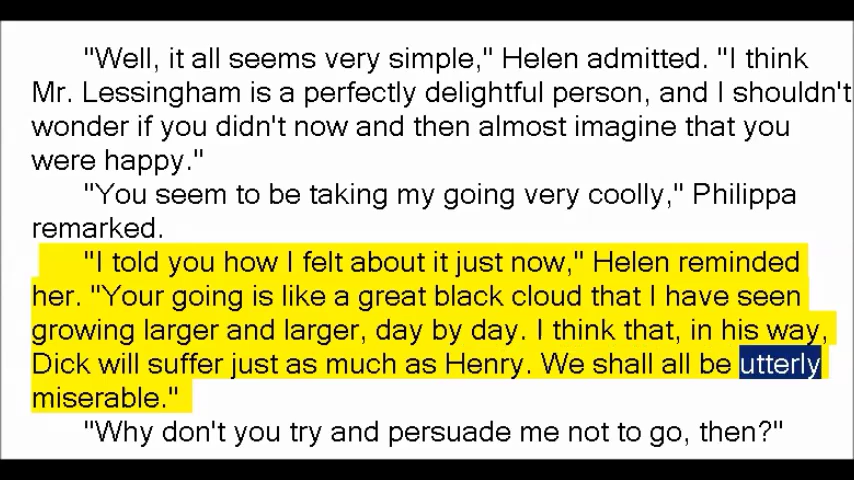 "Well, it all seems very simple," Helen admitted. "I think
Mr. Lessingham is a perfectly delightful person, and I shouldn't
wonder if you didn't now and then almost imagine that you
were happy."
"You seem to be taking my going very coolly," Philippa
remarked.
"I told you how I felt about it just now," Helen reminded
her. "Your going is like a great black cloud that I have seen
growing larger and larger, day by day. I think that, in his way,
Dick will suffer just as much as Henry. We shall all be utterly
miserable."
"Why don't you try and persuade me not to go, then?"